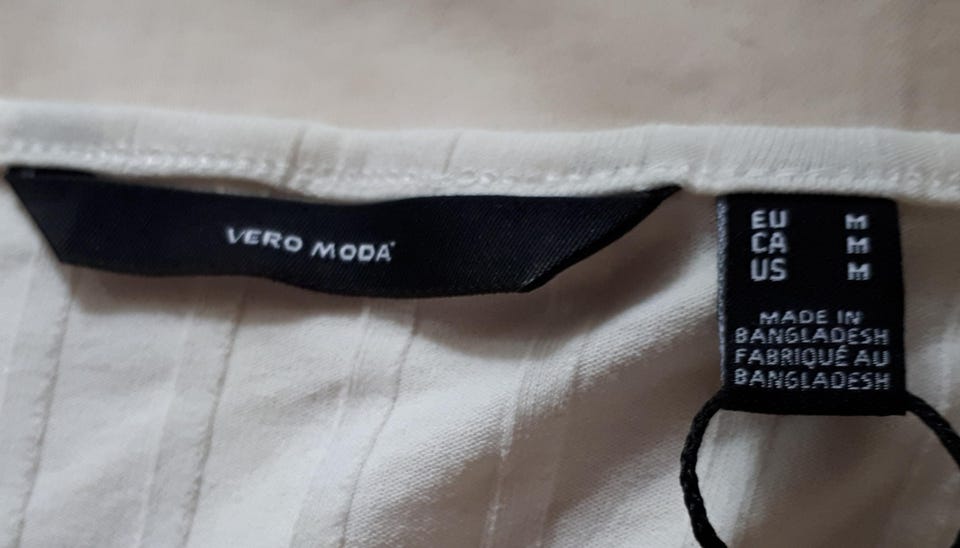 VERO MODA®
EU M
CA M
US M
MADE IN
BANGLADESH
FABRIQUÉ AU
BANGLADESH